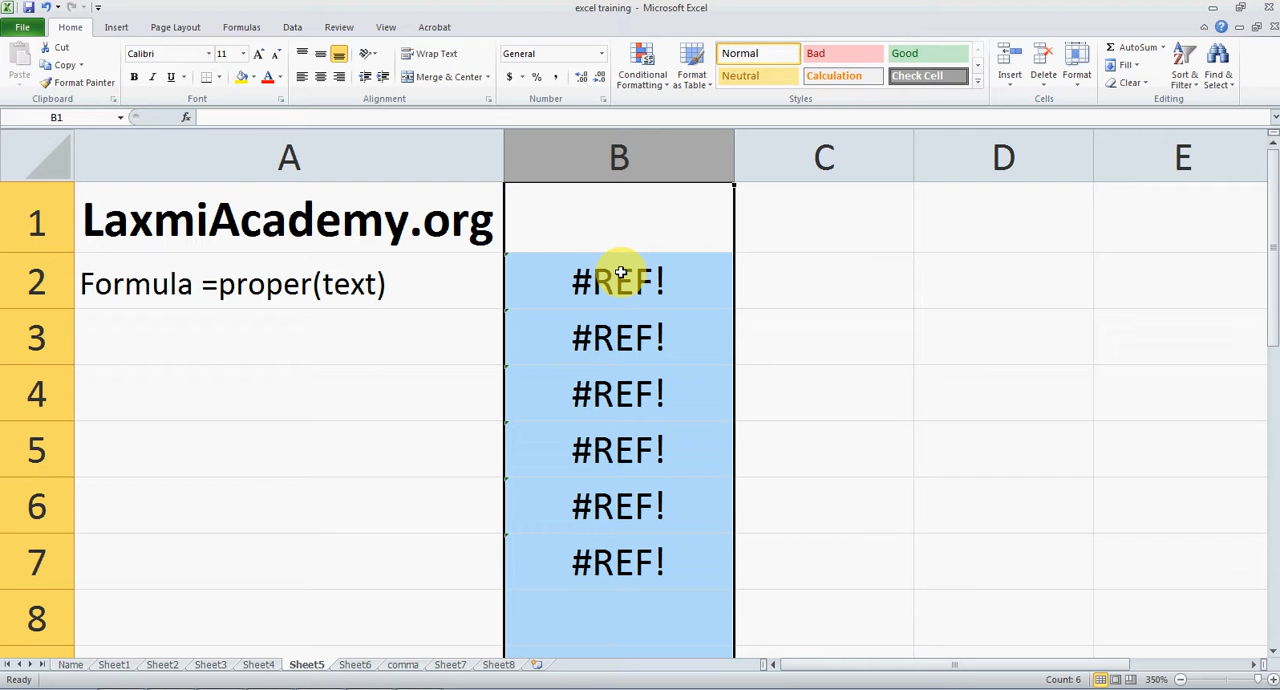 excel training - Microsoft Excel
File Home Insert Page Layout Formulas Data Review View Acrobat
Cut
Copy
Format Painter
Paste
Clipboard
Calibri 11
B I U
Font
Wrap Text
Merge & Center
Alignment
General
$ % ,
Number
Conditional Formatting
Format as Table
Normal Bad Good
Neutral Calculation Check Cell
Styles
Insert Delete Format
Cells
AutoSum
Fill
Clear
Sort & Filter
Find & Select
Editing
B1 fx
A B C D E
1 LaxmiAcademy.org
2 Formula =proper(text) #REF!
3 #REF!
4 #REF!
5 #REF!
6 #REF!
7 #REF!
8
Name Sheet1 Sheet2 Sheet3 Sheet4 Sheet5 Sheet6 comma Sheet7 Sheet8
Ready Count: 6 350%